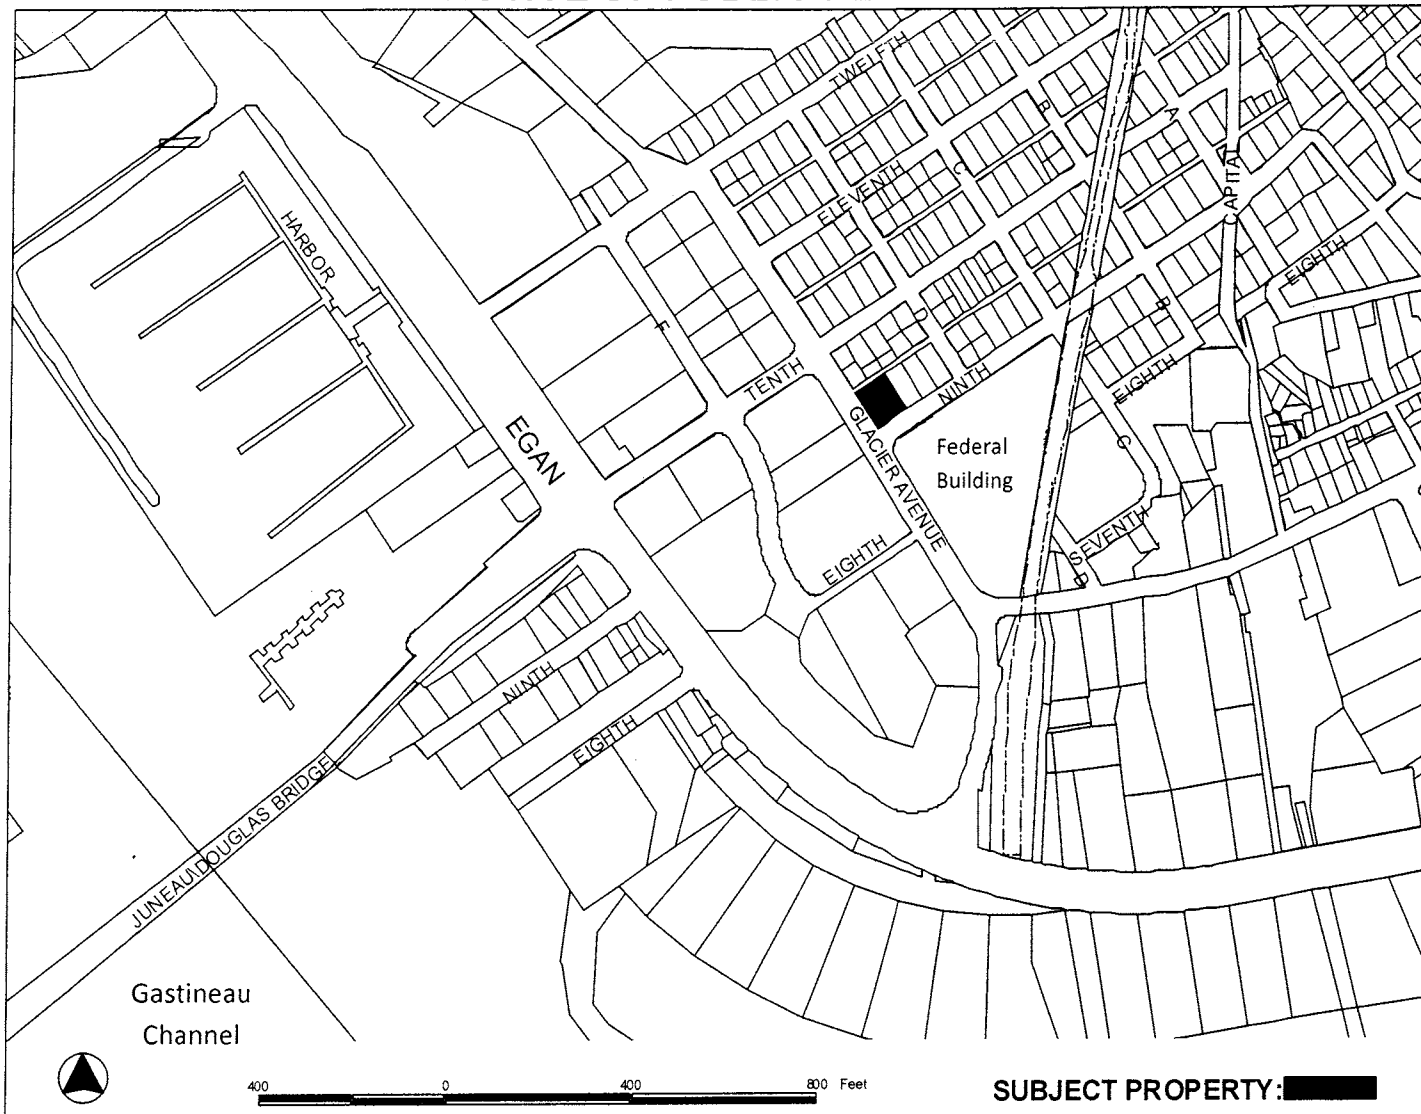 TWELFTH
B
A
ELEVENTH
C
CAPITAL
HARBOR
EIGHTH
F
D
B
TENTH
NINTH
EIGHTH
GLACIER AVENUE
EGAN
Federal
Building
C
EIGHTH
SEVENTH
D
NINTH
EIGHTH
JUNEAU\DOUGLAS BRIDGE
Gastineau
Channel
400 0 400 800 Feet
SUBJECT PROPERTY: